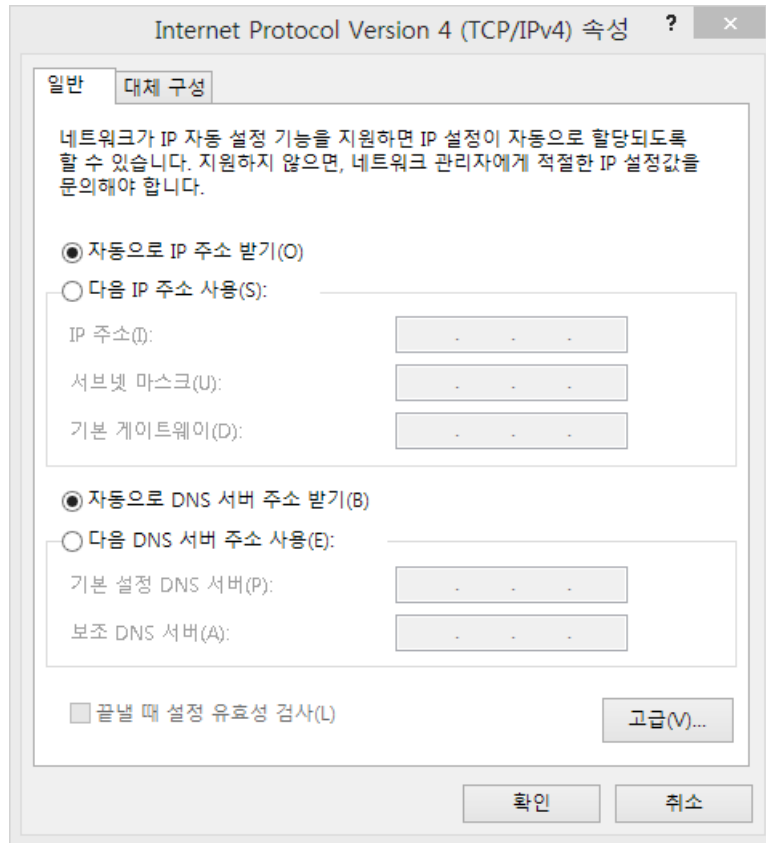 Internet Protocol Version 4 (TCP/IPv4) 속성
일반
대체 구성
네트워크가 IP 자동 설정 기능을 지원하면 IP 설정이 자동으로 할당되도록
할 수 있습니다. 지원하지 않으면, 네트워크 관리자에게 적절한 IP 설정값을
문의해야 합니다.
자동으로 IP 주소 받기(O)
다음 IP 주소 사용(S):
IP 주소(I):
서브넷 마스크(U):
기본 게이트웨이(D):
자동으로 DNS 서버 주소 받기(B)
다음 DNS 서버 주소 사용(E):
기본 설정 DNS 서버(P):
보조 DNS 서버(A):
끝낼 때 설정 유효성 검사(L)
고급(V)...
확인
취소